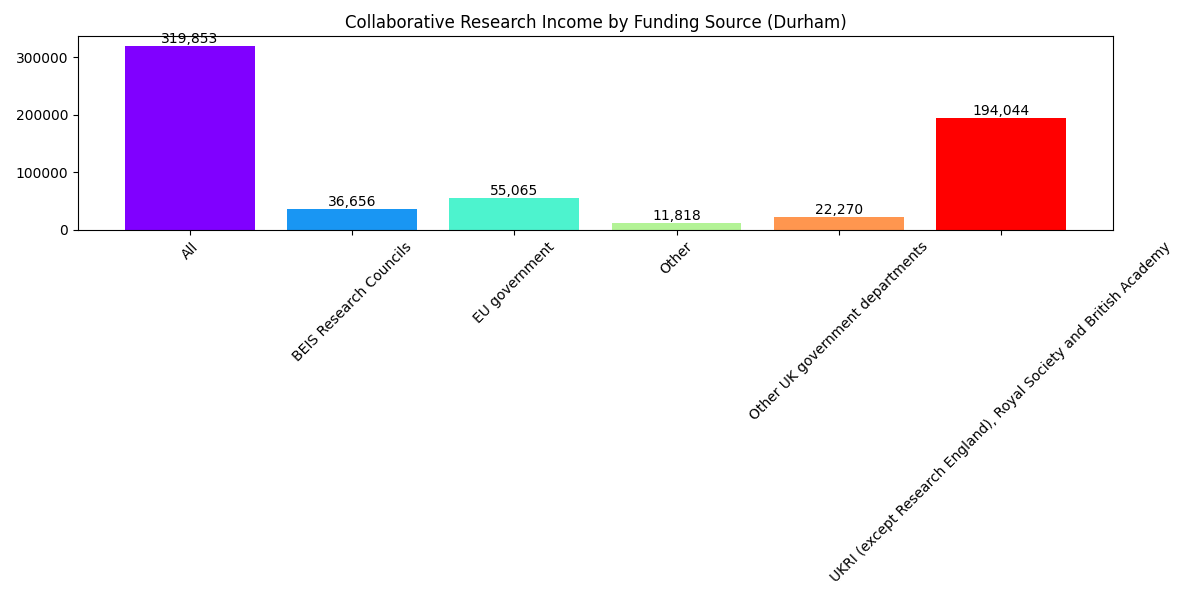 Collaborative Research Income by Funding Source (Durham)
300000
200000
100000
0
319,853
36,656
55,065
11,818
22,270
194,044
All
BEIS Research Councils
EU government
Other
Other UK government departments
UKRI (except Research England), Royal Society and British Academy